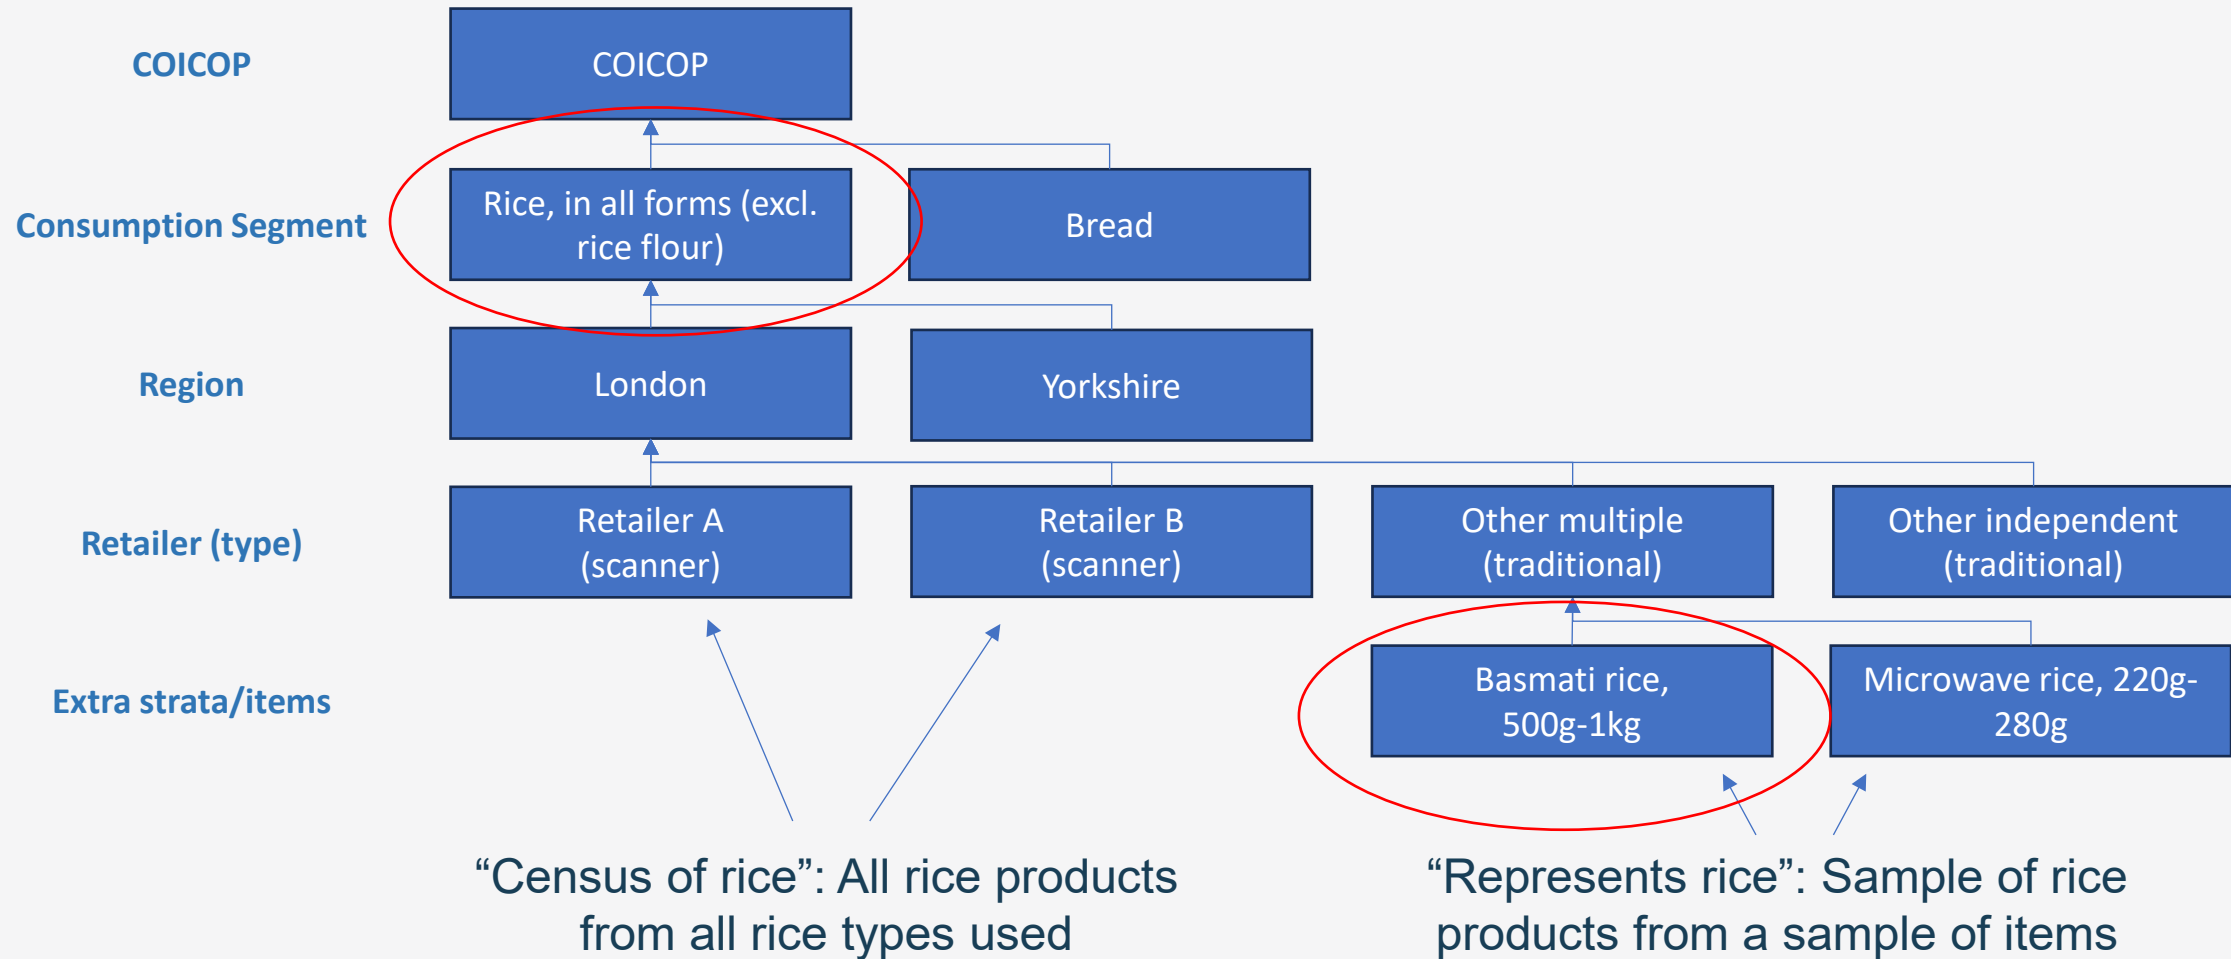 COICOP
COICOP
Consumption Segment
Rice, in all forms (excl.
rice flour)
Bread
Region
London
Yorkshire
Retailer (type)
Retailer A
(scanner)
Retailer B
(scanner)
Other multiple
(traditional)
Other independent
(traditional)
Extra strata/items
Basmati rice,
500g-1kg
Microwave rice, 220g-
280g
“Census of rice”: All rice products
from all rice types used
“Represents rice”: Sample of rice
products from a sample of items